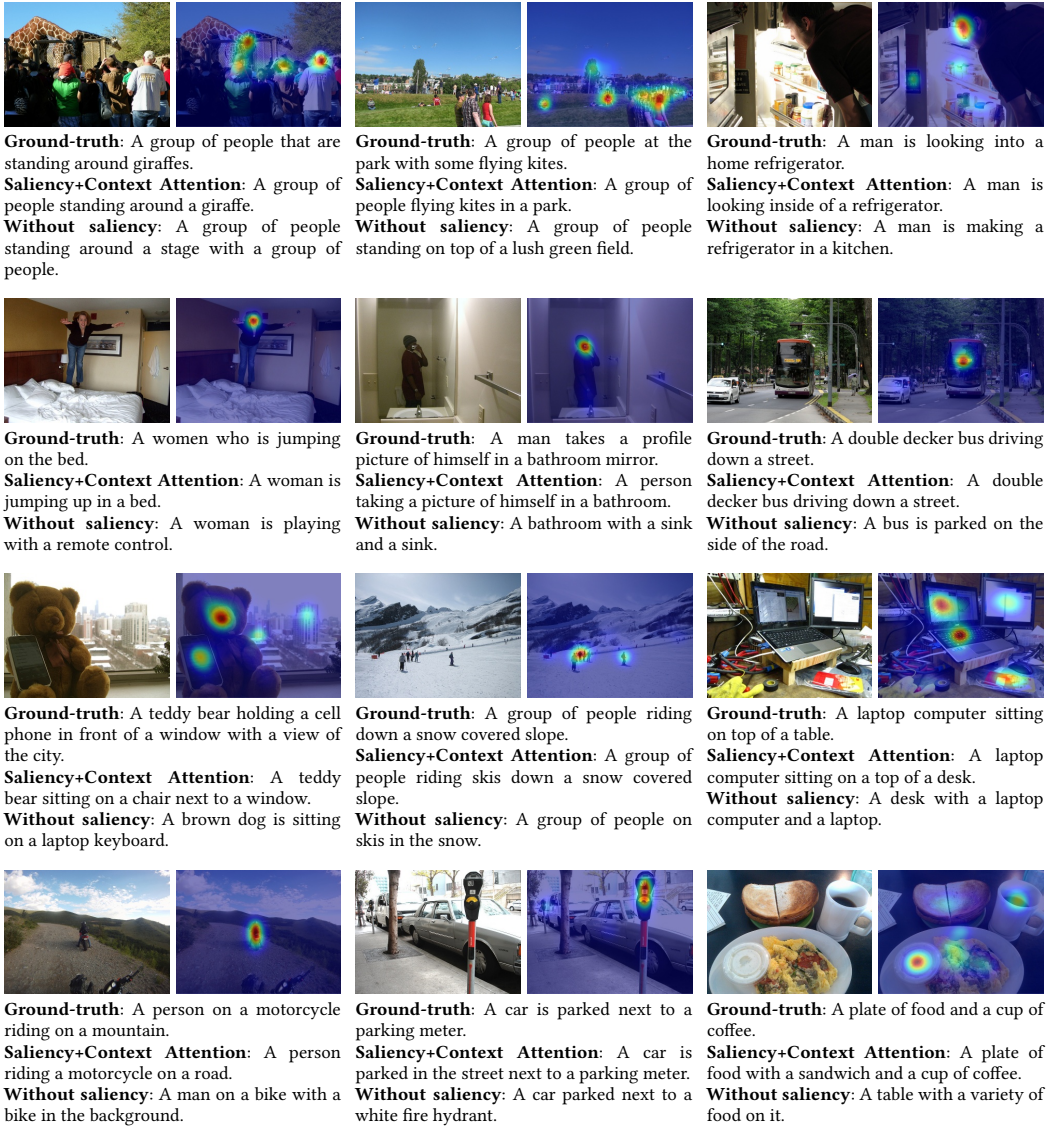 Ground-truth: A group of people that are
standing around giraffes.
Saliency+Context Attention: A group of
people standing around a giraffe.
Without saliency: A group of people
standing around a stage with a group of
people.
Ground-truth: A group of people at the
park with some flying kites.
Saliency+Context Attention: A group of
people flying kites in a park.
Without saliency: A group of people
standing on top of a lush green field.
Ground-truth: A man is looking into a
home refrigerator.
Saliency+Context Attention: A man is
looking inside of a refrigerator.
Without saliency: A man is making a
refrigerator in a kitchen.
Ground-truth: A women who is jumping
on the bed.
Saliency+Context Attention: A woman is
jumping up in a bed.
Without saliency: A woman is playing
with a remote control.
Ground-truth: A man takes a profile
picture of himself in a bathroom mirror.
Saliency+Context Attention: A person
taking a picture of himself in a bathroom.
Without saliency: A bathroom with a sink
and a sink.
Ground-truth: A double decker bus driving
down a street.
Saliency+Context Attention: A double
decker bus driving down a street.
Without saliency: A bus is parked on the
side of the road.
Ground-truth: A teddy bear holding a cell
phone in front of a window with a view of
the city.
Saliency+Context Attention: A teddy
bear sitting on a chair next to a window.
Without saliency: A brown dog is sitting
on a laptop keyboard.
Ground-truth: A group of people riding
down a snow covered slope.
Saliency+Context Attention: A group of
people riding skis down a snow covered
slope.
Without saliency: A group of people on
skis in the snow.
Ground-truth: A laptop computer sitting
on top of a table.
Saliency+Context Attention: A laptop
computer sitting on a top of a desk.
Without saliency: A desk with a laptop
computer and a laptop.
Ground-truth: A person on a motorcycle
riding on a mountain.
Saliency+Context Attention: A person
riding a motorcycle on a road.
Without saliency: A man on a bike with a
bike in the background.
Ground-truth: A car is parked next to a
parking meter.
Saliency+Context Attention: A car is
parked in the street next to a parking meter.
Without saliency: A car parked next to a
white fire hydrant.
Ground-truth: A plate of food and a cup of
coffee.
Saliency+Context Attention: A plate of
food with a sandwich and a cup of coffee.
Without saliency: A table with a variety of
food on it.